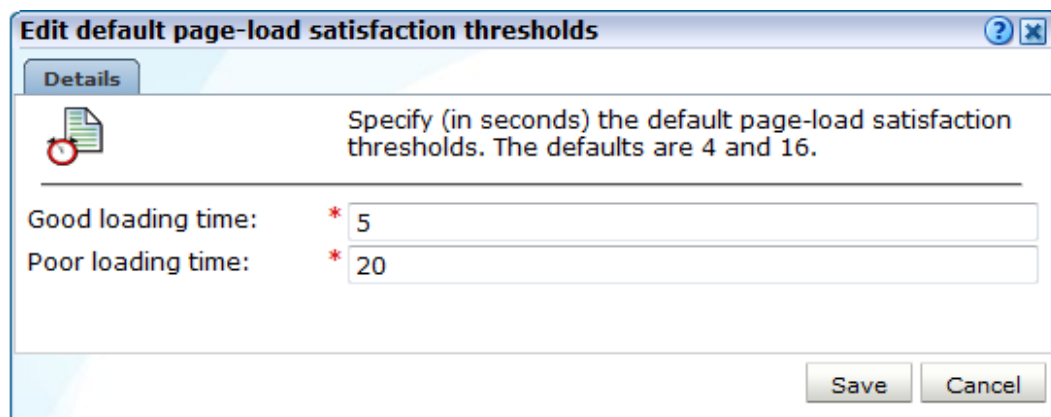 Edit default page-load satisfaction thresholds
?
Details
Specify (in seconds) the default page-load satisfaction
thresholds. The defaults are 4 and 16.
Good loading time: * 5
Poor loading time: * 20
Save Cancel